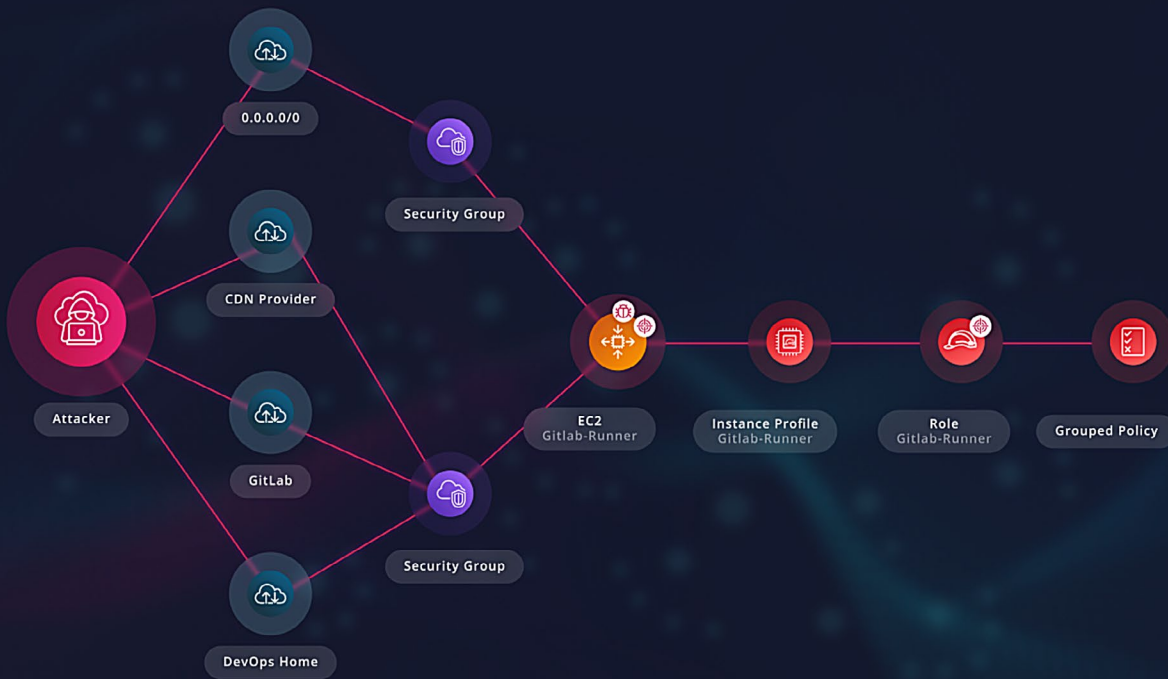 0.0.0.0/0
Security Group
CDN Provider
Attacker
EC2
Gitlab-Runner
Instance Profile
Gitlab-Runner
Role
Gitlab-Runner
Grouped Policy
GitLab
Security Group
DevOps Home